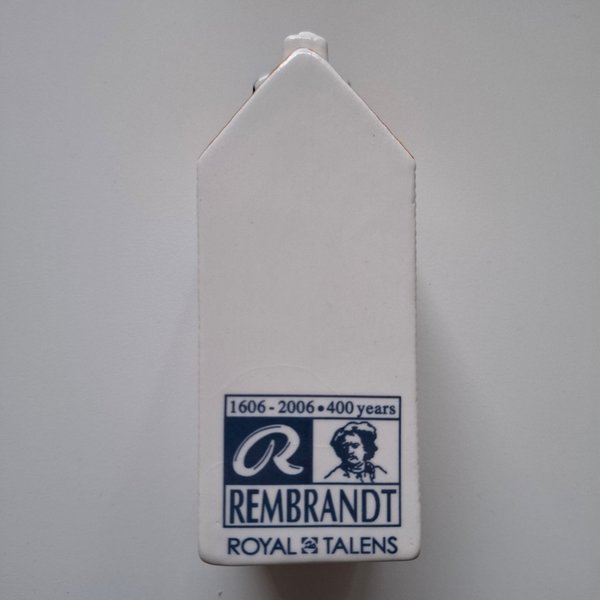 1606 - 2006 • 400 years
R
REMBRANDT
ROYAL TALENS